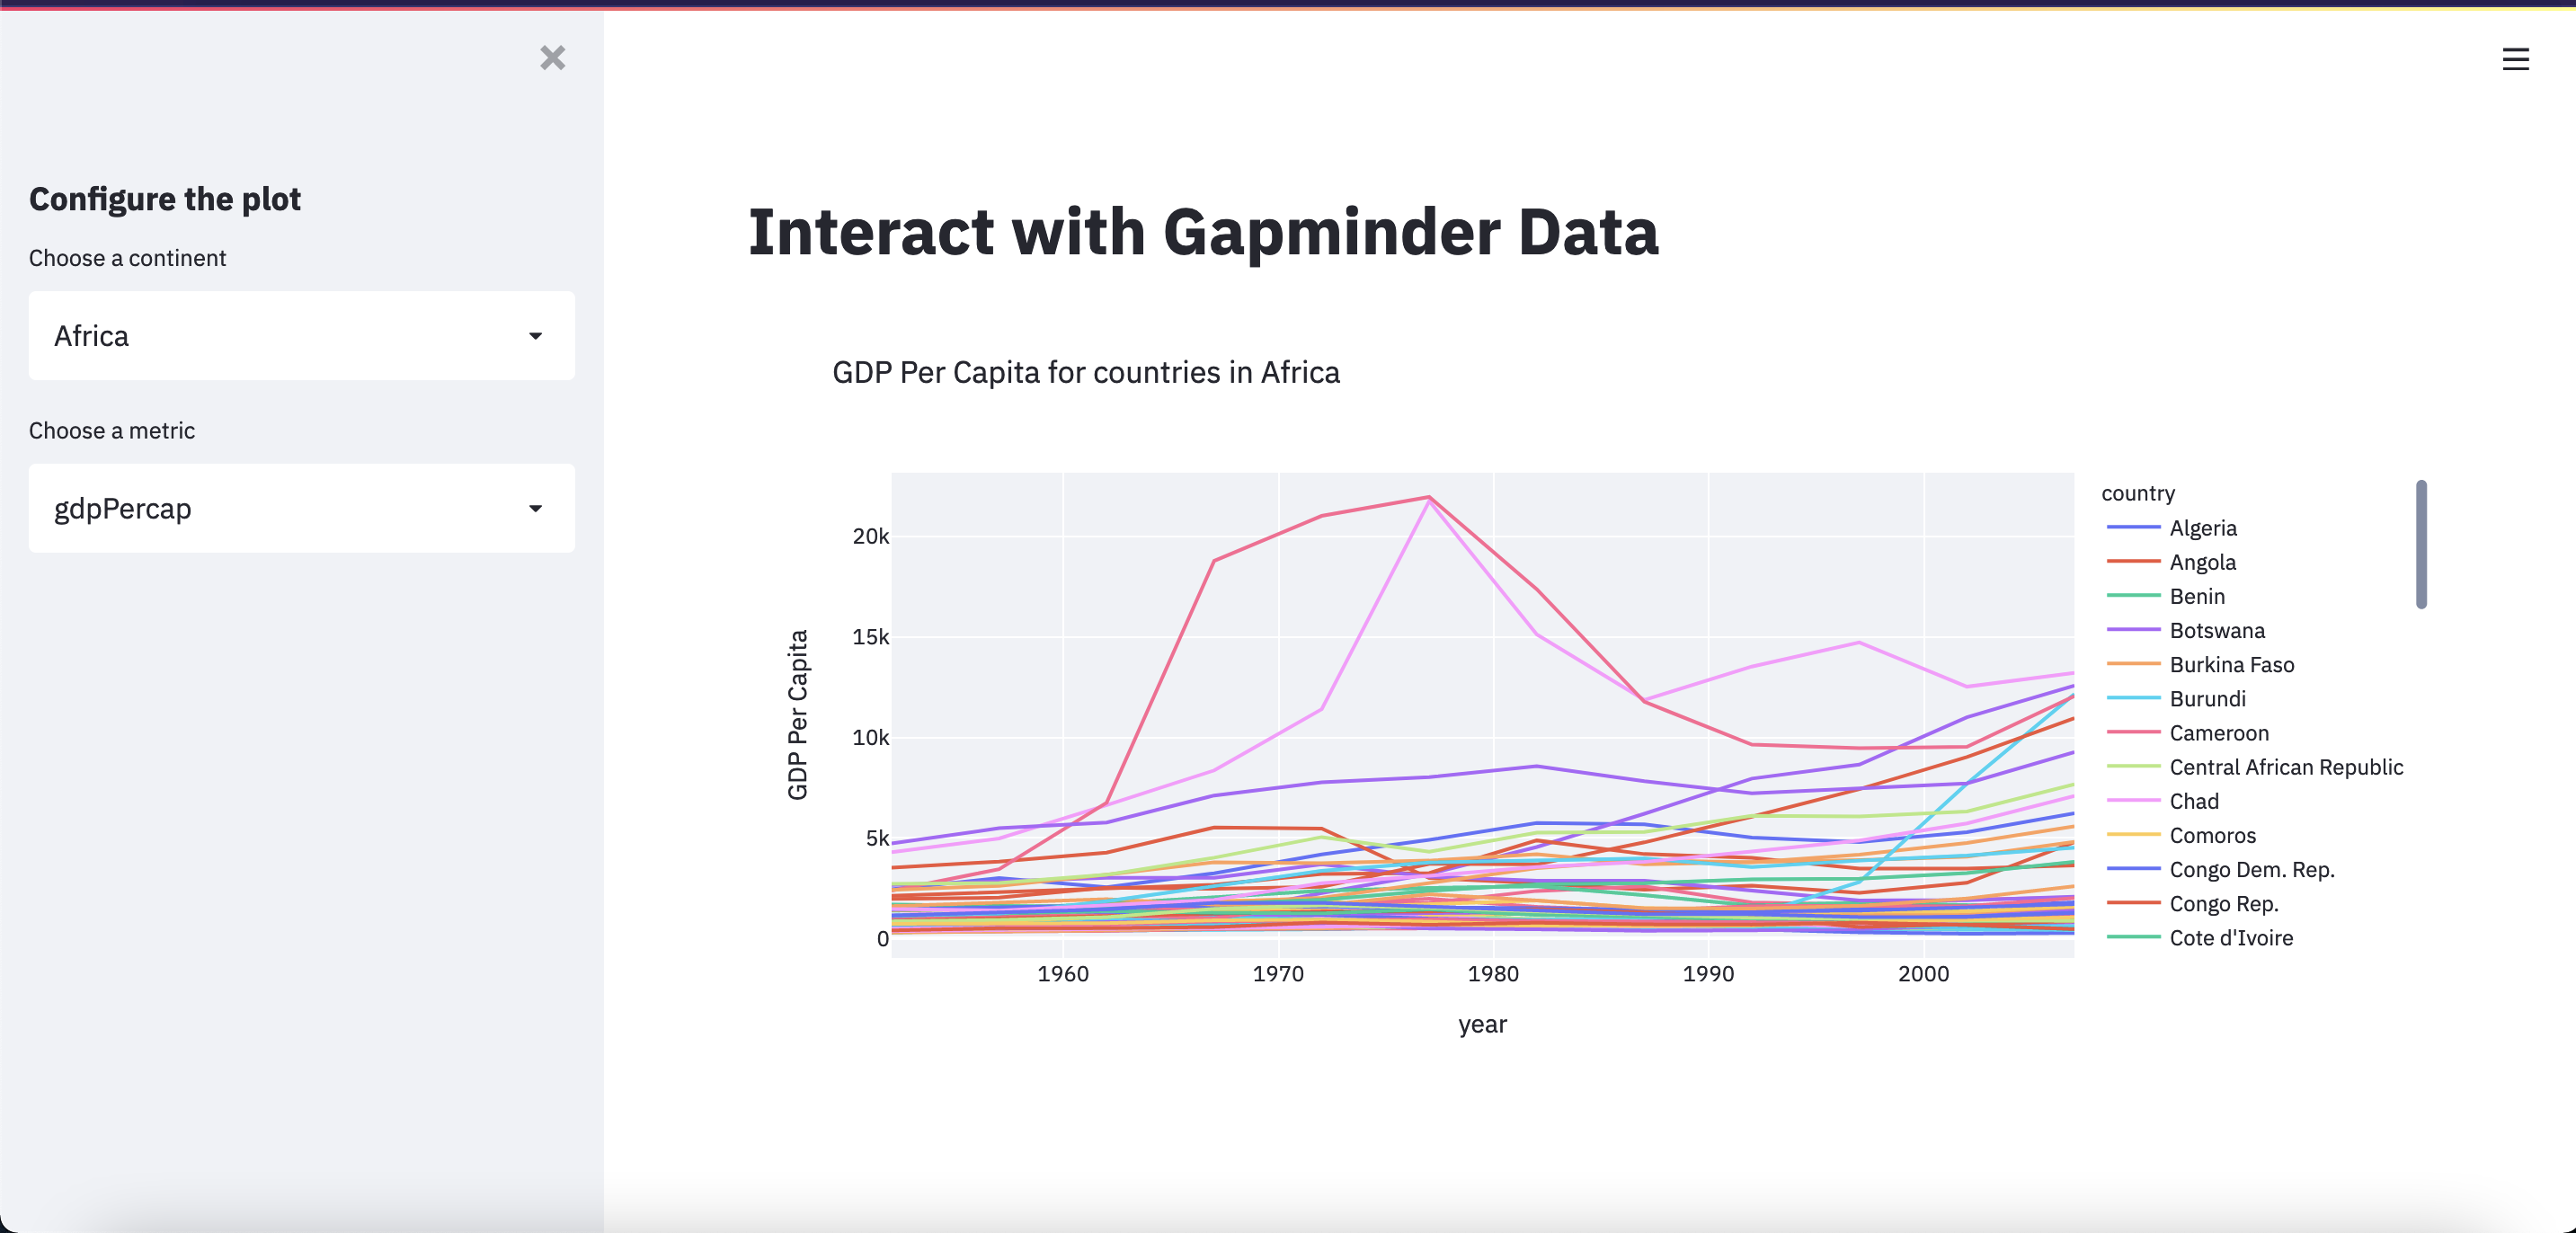 Configure the plot
Choose a continent
Africa
Choose a metric
gdpPercap
Interact with Gapminder Data
GDP Per Capita for countries in Africa
GDP Per Capita
20k
15k
10k
5k
0
1960 1970 1980 1990 2000
year
country
Algeria
Angola
Benin
Botswana
Burkina Faso
Burundi
Cameroon
Central African Republic
Chad
Comoros
Congo Dem. Rep.
Congo Rep.
Cote d'Ivoire